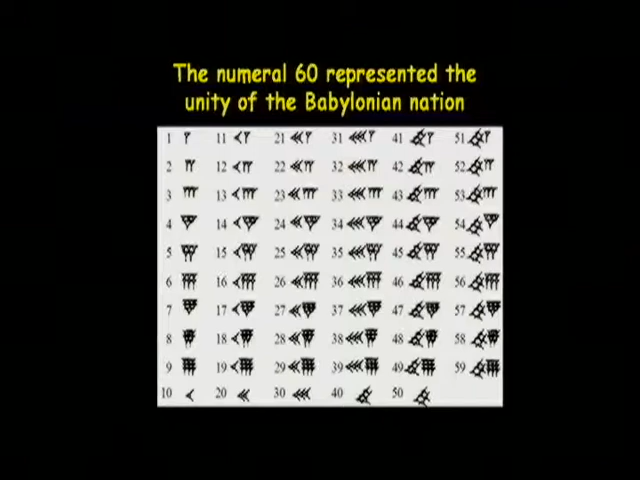 The numeral 60 represented the
unity of the Babylonian nation
1 𒁹 11 𒌋𒁹 21 31 41 51
2 12 22 32 42 52
3 13 23 33 43 53
4 14 24 34 44 54
5 15 25 35 45 55
6 16 26 36 46 56
7 17 27 37 47 57
8 18 28 38 48 58
9 19 29 39 49 59
10 20 30 40 50